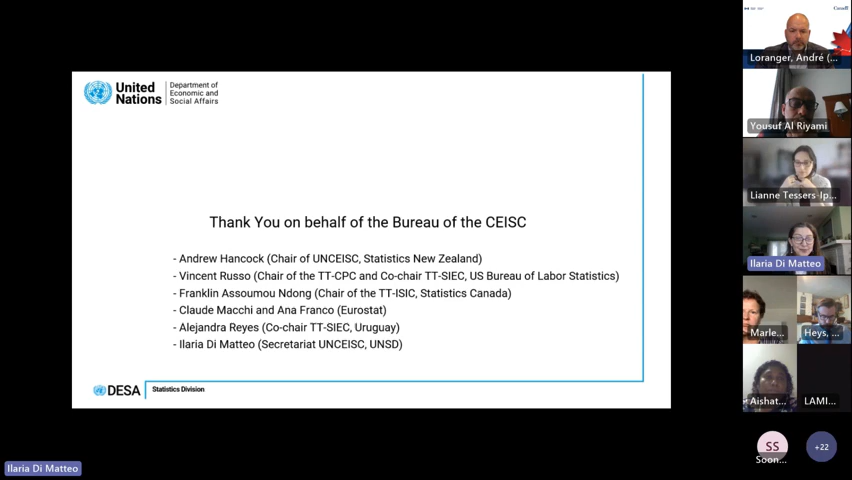 United
Nations
Department of
Economic and
Social Affairs
Thank You on behalf of the Bureau of the CEISC
- Andrew Hancock (Chair of UNCEISC, Statistics New Zealand)
- Vincent Russo (Chair of the TT-CPC and Co-chair TT-SIEC, US Bureau of Labor Statistics)
- Franklin Assoumou Ndong (Chair of the TT-ISIC, Statistics Canada)
- Claude Macchi and Ana Franco (Eurostat)
- Alejandra Reyes (Co-chair TT-SIEC, Uruguay)
- Ilaria Di Matteo (Secretariat UNCEISC, UNSD)
DESA
Statistics Division
Canada
Loranger, André (...
Yousuf Al Riyami
Lianne Tessers-Ip...
Ilaria Di Matteo
Marle...
Heys, ...
Aishat...
LAMI...
SS
Soon...
+22
Ilaria Di Matteo